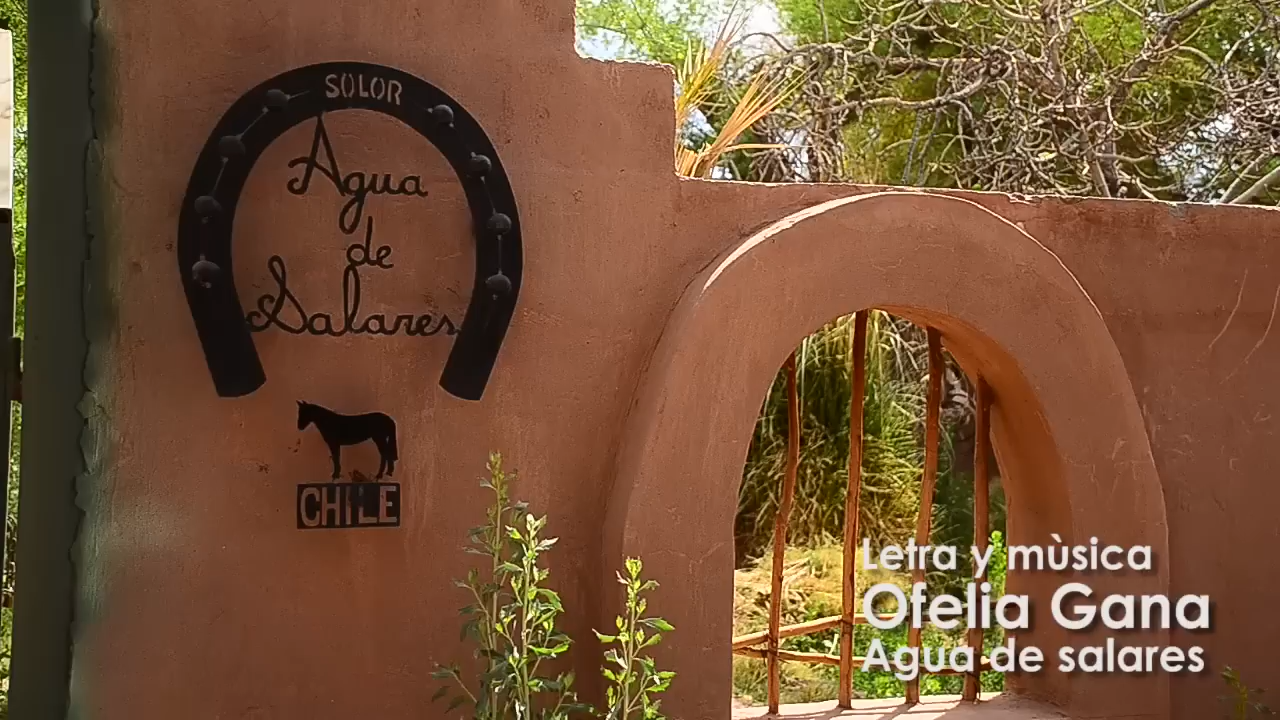 SOLOR
Agua
de
Salares
CHILE
Letra y mùsica
Ofelia Gana
Agua de salares